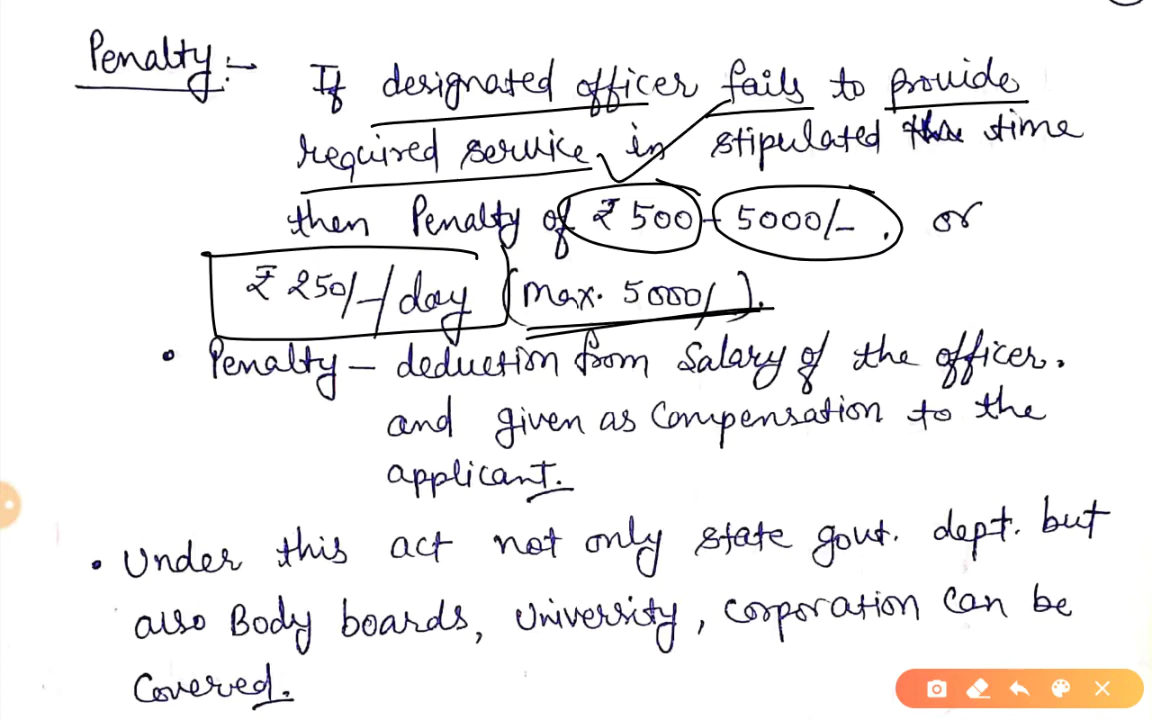 Penalty :- If designated officer fails to provide
required service in stipulated time
then Penalty of ₹ 500 - 5000/- . or
₹ 250/-/day (max. 5000/).
• Penalty - deduction from Salary of the officer.
and given as Compensation to the
applicant.
• Under this act not only state govt. dept. but
also Body boards, University, corporation can be
Covered.